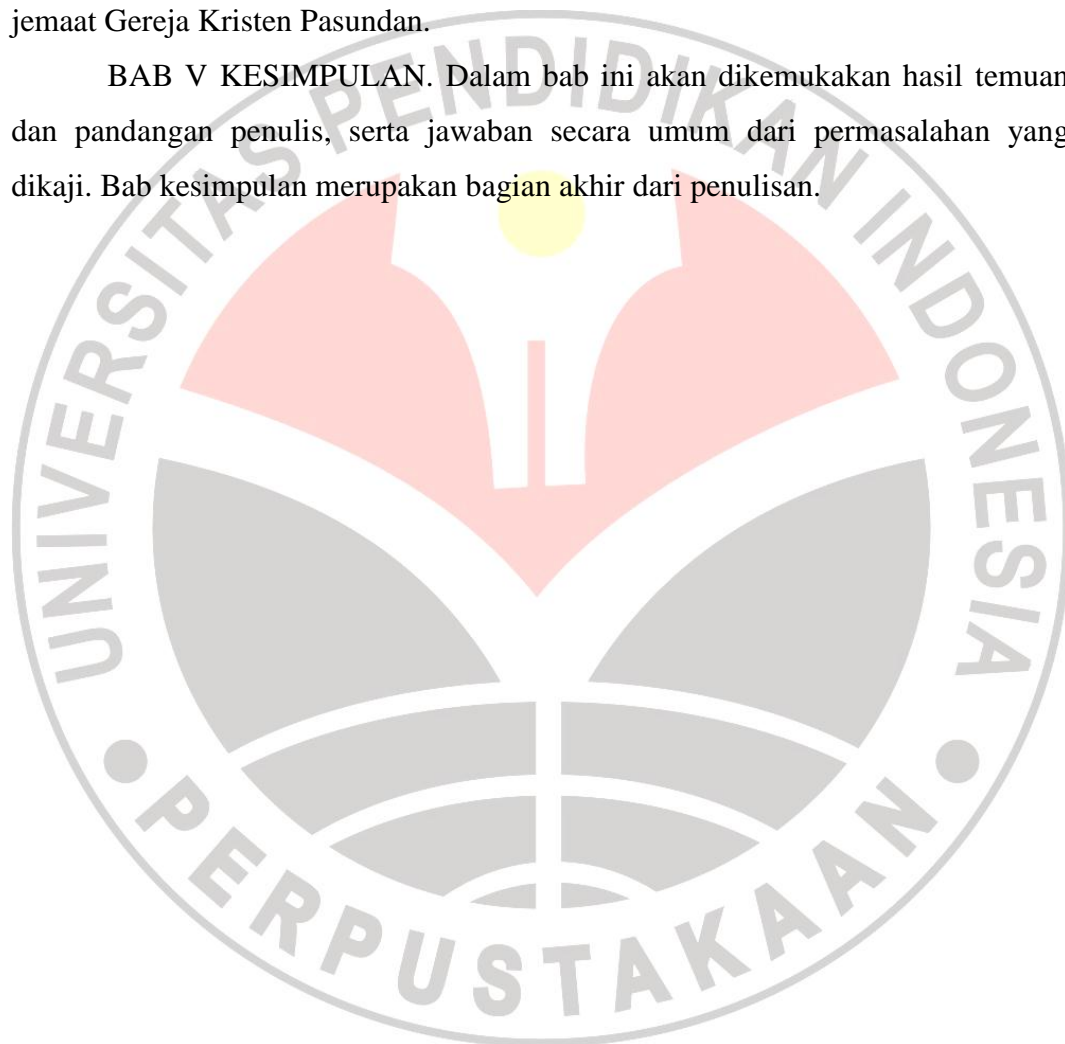 jemaat Gereja Kristen Pasundan.
BAB V KESIMPULAN. Dalam bab ini akan dikemukakan hasil temuan
dan pandangan penulis, serta jawaban secara umum dari permasalahan yang
dikaji. Bab kesimpulan merupakan bagian akhir dari penulisan.
UNIVERSITAS PENDIDIKAN INDONESIA
PERPUSTAKAAN